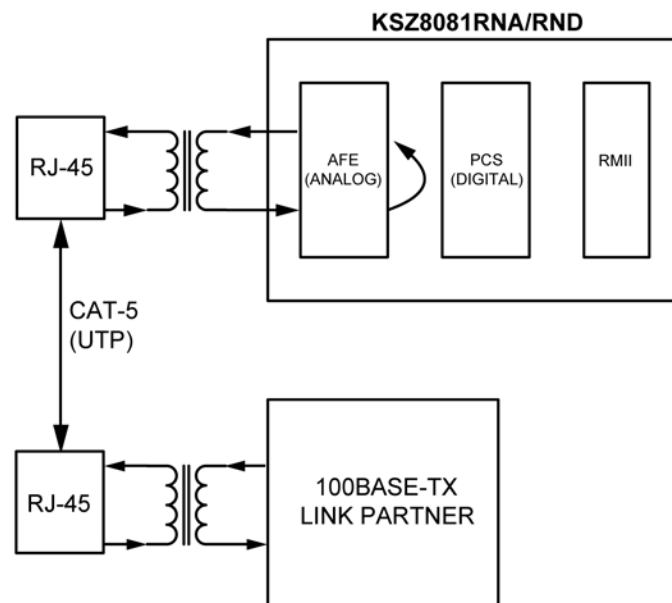 KSZ8081RNA/RND
RJ-45
AFE
(ANALOG)
PCS
(DIGITAL)
RMII
CAT-5
(UTP)
RJ-45
100BASE-TX
LINK PARTNER